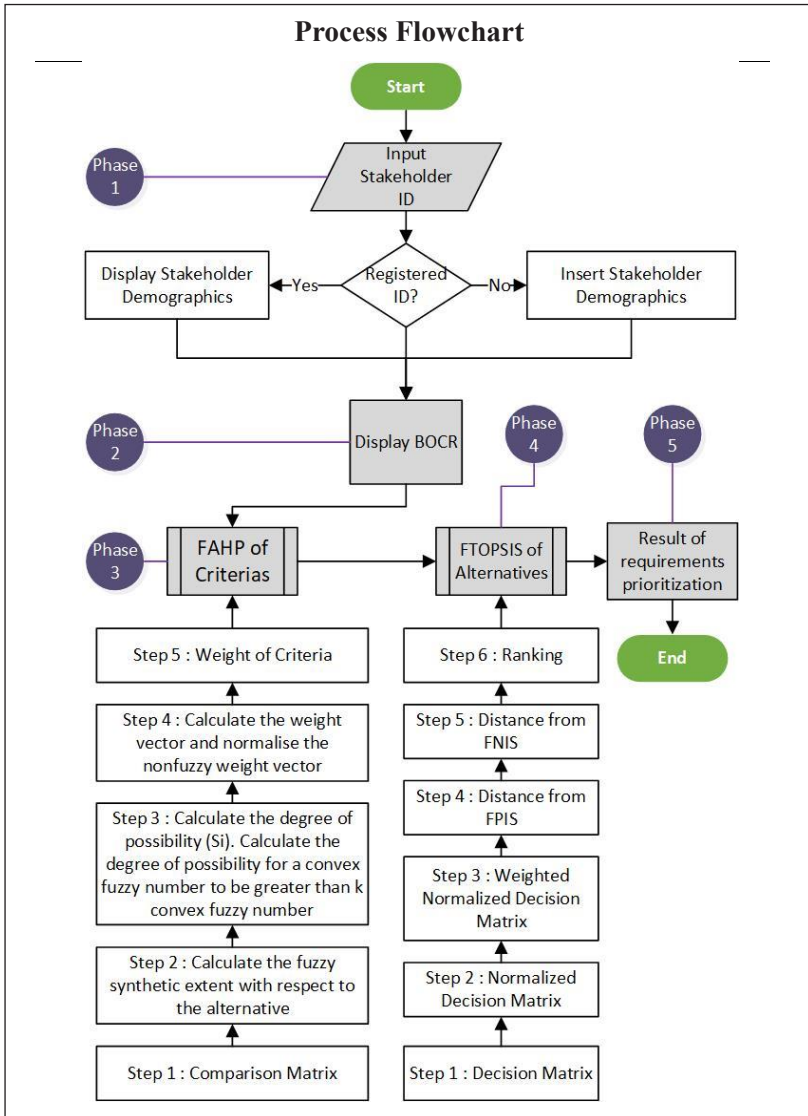 Process Flowchart
Start
Phase
1
Input
Stakeholder
ID
Display Stakeholder
Demographics
Yes
Registered
ID?
No
Insert Stakeholder
Demographics
Phase
2
Display BOCR
Phase
4
Phase
5
Phase
3
FAHP of
Criterias
FTOPSIS of
Alternatives
Result of
requirements
prioritization
End
Step 5 : Weight of Criteria
Step 4 : Calculate the weight
vector and normalise the
nonfuzzy weight vector
Step 3 : Calculate the degree of
possibility (Si). Calculate the
degree of possibility for a convex
fuzzy number to be greater than k
convex fuzzy number
Step 2 : Calculate the fuzzy
synthetic extent with respect to
the alternative
Step 1 : Comparison Matrix
Step 6 : Ranking
Step 5 : Distance from
FNIS
Step 4 : Distance from
FPIS
Step 3 : Weighted
Normalized Decision
Matrix
Step 2 : Normalized
Decision Matrix
Step 1 : Decision Matrix